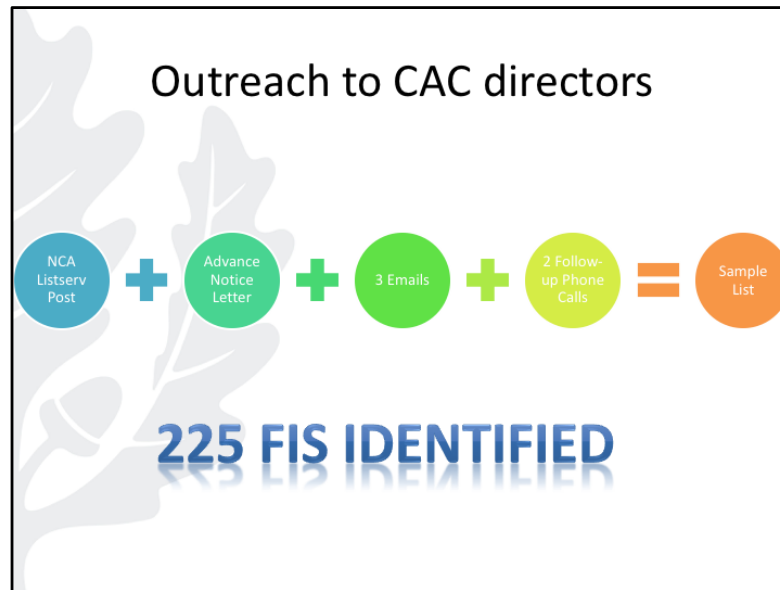 Outreach to CAC directors
NCA
Listserv
Post
Advance
Notice
Letter
3 Emails
2 Follow-
up Phone
Calls
Sample
List
225 FIS IDENTIFIED